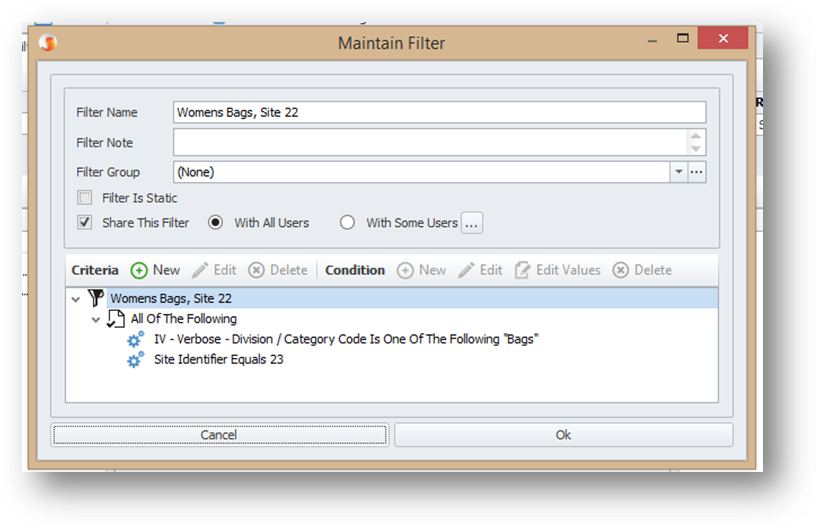 Maintain Filter
Filter Name Womens Bags, Site 22
Filter Note
Filter Group (None)
Filter Is Static
Share This Filter With All Users With Some Users ...
Criteria New Edit Delete Condition New Edit Edit Values Delete
Womens Bags, Site 22
All Of The Following
IV - Verbose - Division / Category Code Is One Of The Following "Bags"
Site Identifier Equals 23
Cancel Ok